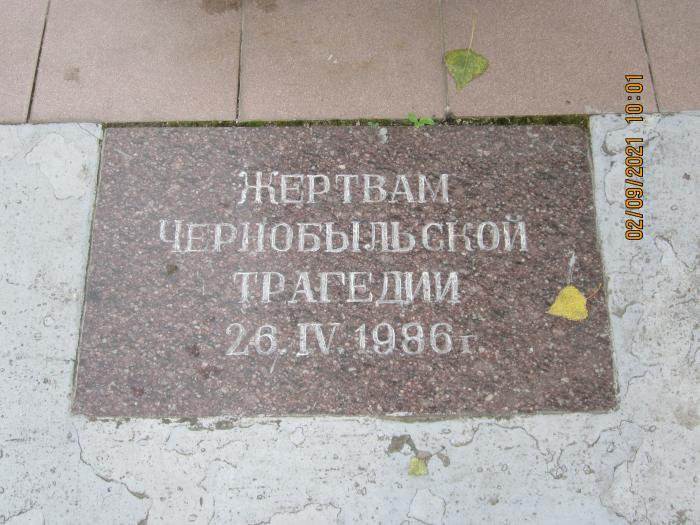 ЖЕРТВАМ
ЧЕРНОБЫЛЬСКОЙ
ТРАГЕДИИ
26.IV.1986г.
02/09/2021 10:01